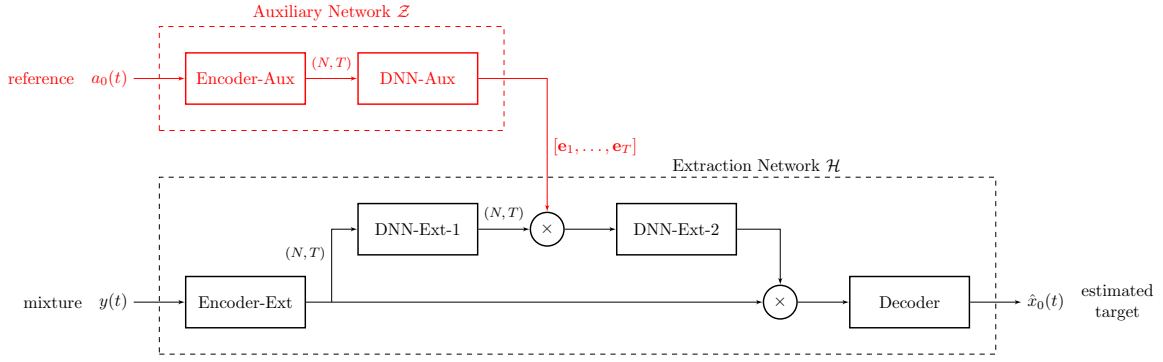 Auxiliary Network 𝒵
reference a₀(t) Encoder-Aux (N, T) DNN-Aux
[𝐞₁, . . . , 𝐞_T]
Extraction Network ℋ
DNN-Ext-1 (N, T) × DNN-Ext-2
(N, T)
mixture y(t) Encoder-Ext × Decoder x̂₀(t) estimated
target